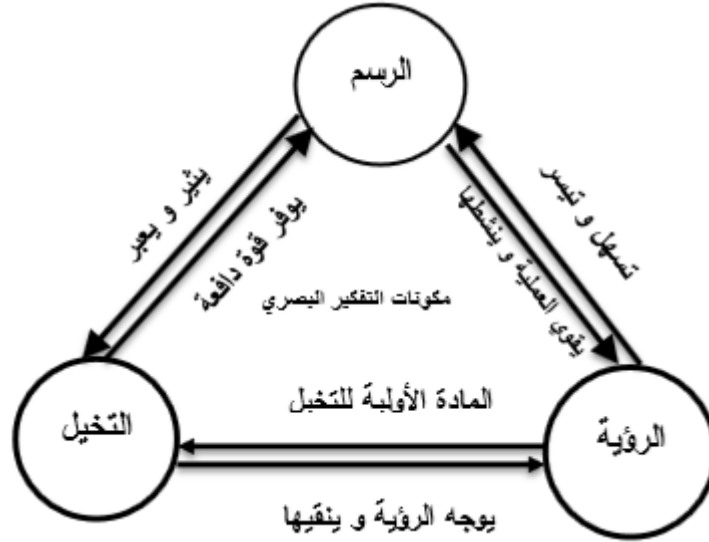 الرسم
يثير و يعبر
يوفر قوة دافعة
تسهل و تيسر
يقوي العملية و ينشطها
مكونات التفكير البصري
التخيل
المادة الأولية للتخيل
الرؤية
يوجه الرؤية و ينقيها